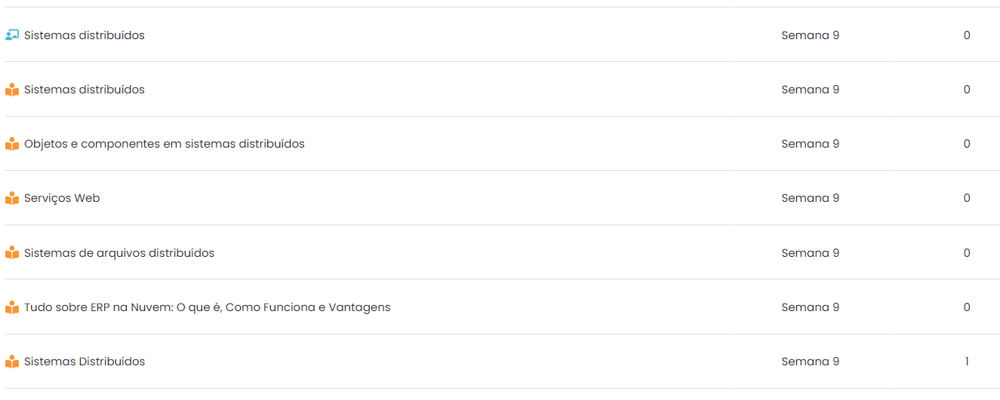 Sistemas distribuídos Semana 9 0
Sistemas distribuídos Semana 9 0
Objetos e componentes em sistemas distribuídos Semana 9 0
Serviços Web Semana 9 0
Sistemas de arquivos distribuídos Semana 9 0
Tudo sobre ERP na Nuvem: O que é, Como Funciona e Vantagens Semana 9 0
Sistemas Distribuídos Semana 9 1